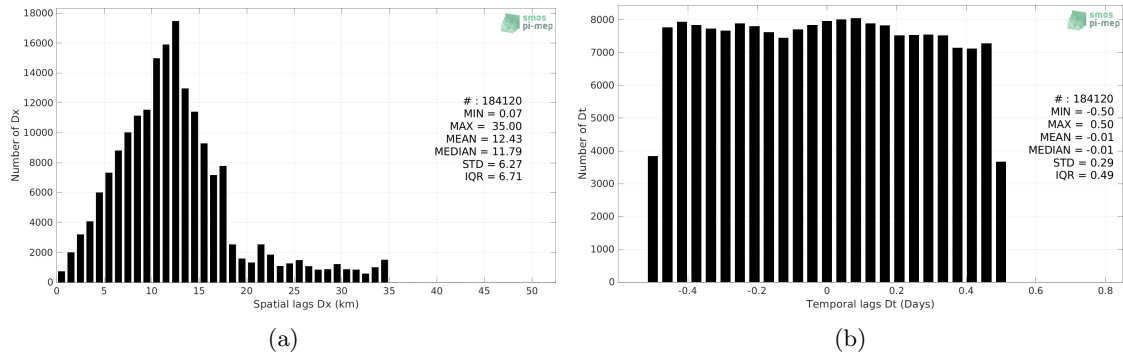 18000
16000
14000
12000
10000
8000
6000
4000
2000
0
Number of Dx
0 5 10 15 20 25 30 35 40 45 50
Spatial lags Dx (km)
smos
pi-mep
# : 184120
MIN = 0.07
MAX = 35.00
MEAN = 12.43
MEDIAN = 11.79
STD = 6.27
IQR = 6.71
(a)
8000
7000
6000
5000
4000
3000
2000
1000
0
Number of Dt
-0.4 -0.2 0 0.2 0.4 0.6 0.8
Temporal lags Dt (Days)
smos
pi-mep
# : 184120
MIN = -0.50
MAX = 0.50
MEAN = -0.01
MEDIAN = -0.01
STD = 0.29
IQR = 0.49
(b)